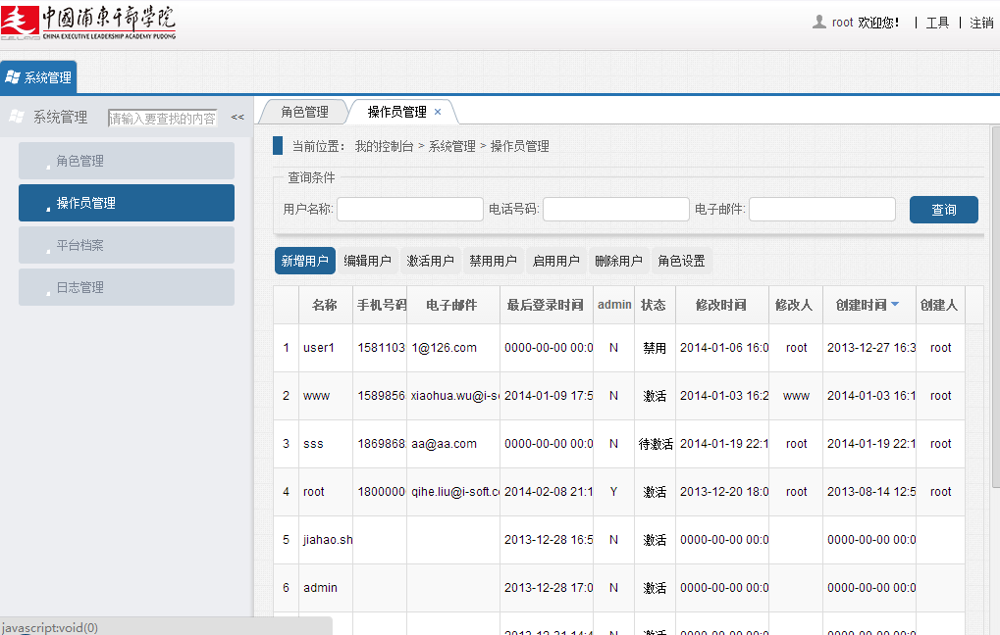 中国浦东干部学院
CHINA EXECUTIVE LEADERSHIP ACADEMY PUDONG
root 欢迎您! | 工具 | 注销
系统管理
系统管理 请输入要查找的内容 <<
角色管理
操作员管理
平台档案
日志管理
角色管理 操作员管理 ×
当前位置: 我的控制台 > 系统管理 > 操作员管理
查询条件
用户名称: 电话号码: 电子邮件: 查询
新增用户 编辑用户 激活用户 禁用用户 启用用户 删除用户 角色设置
名称 手机号码 电子邮件 最后登录时间 admin 状态 修改时间 修改人 创建时间 创建人
1 user1 1581103 1@126.com 0000-00-00 00:0 N 禁用 2014-01-06 16:0 root 2013-12-27 16:3 root
2 www 1589856 xiaohua.wu@i-s 2014-01-09 17:5 N 激活 2014-01-03 16:2 www 2014-01-03 16:1 root
3 sss 1869868 aa@aa.com 0000-00-00 00:0 N 待激活 2014-01-19 22:1 root 2014-01-19 22:1 root
4 root 1800000 qihe.liu@i-soft.c 2014-02-08 21:1 Y 激活 2013-12-20 18:0 root 2013-08-14 12:5 root
5 jiahao.sh 2013-12-28 16:5 N 激活 0000-00-00 00:0 0000-00-00 00:0
6 admin 2013-12-28 17:0 N 激活 0000-00-00 00:0 0000-00-00 00:0
javascript:void(0)